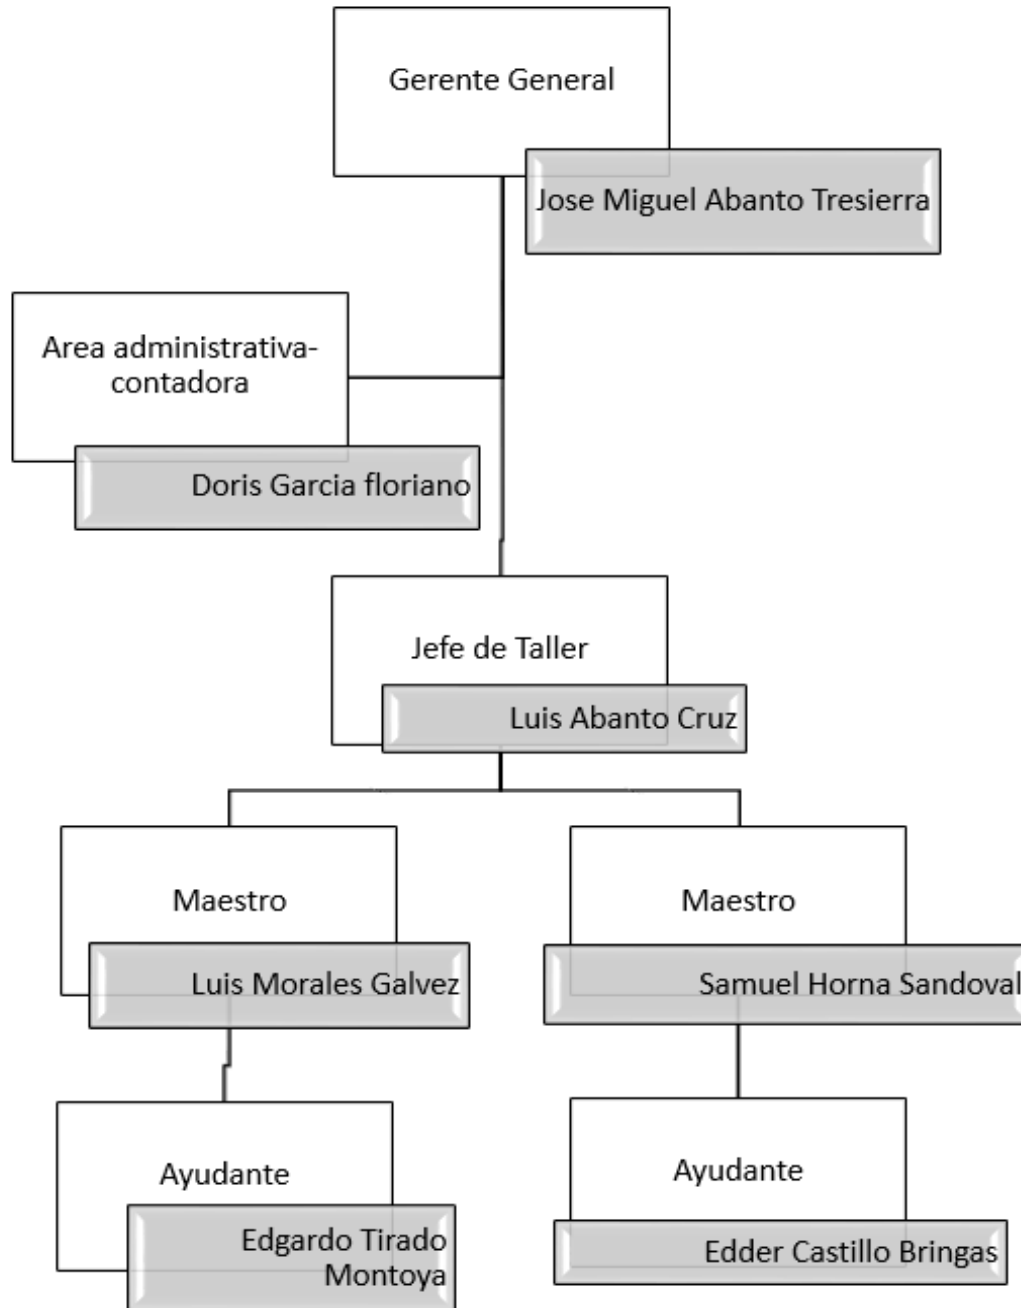 Gerente General
Jose Miguel Abanto Tresierra
Area administrativa-
contadora
Doris Garcia floriano
Jefe de Taller
Luis Abanto Cruz
Maestro
Luis Morales Galvez
Maestro
Samuel Horna Sandoval
Ayudante
Edgardo Tirado
Montoya
Ayudante
Edder Castillo Bringas